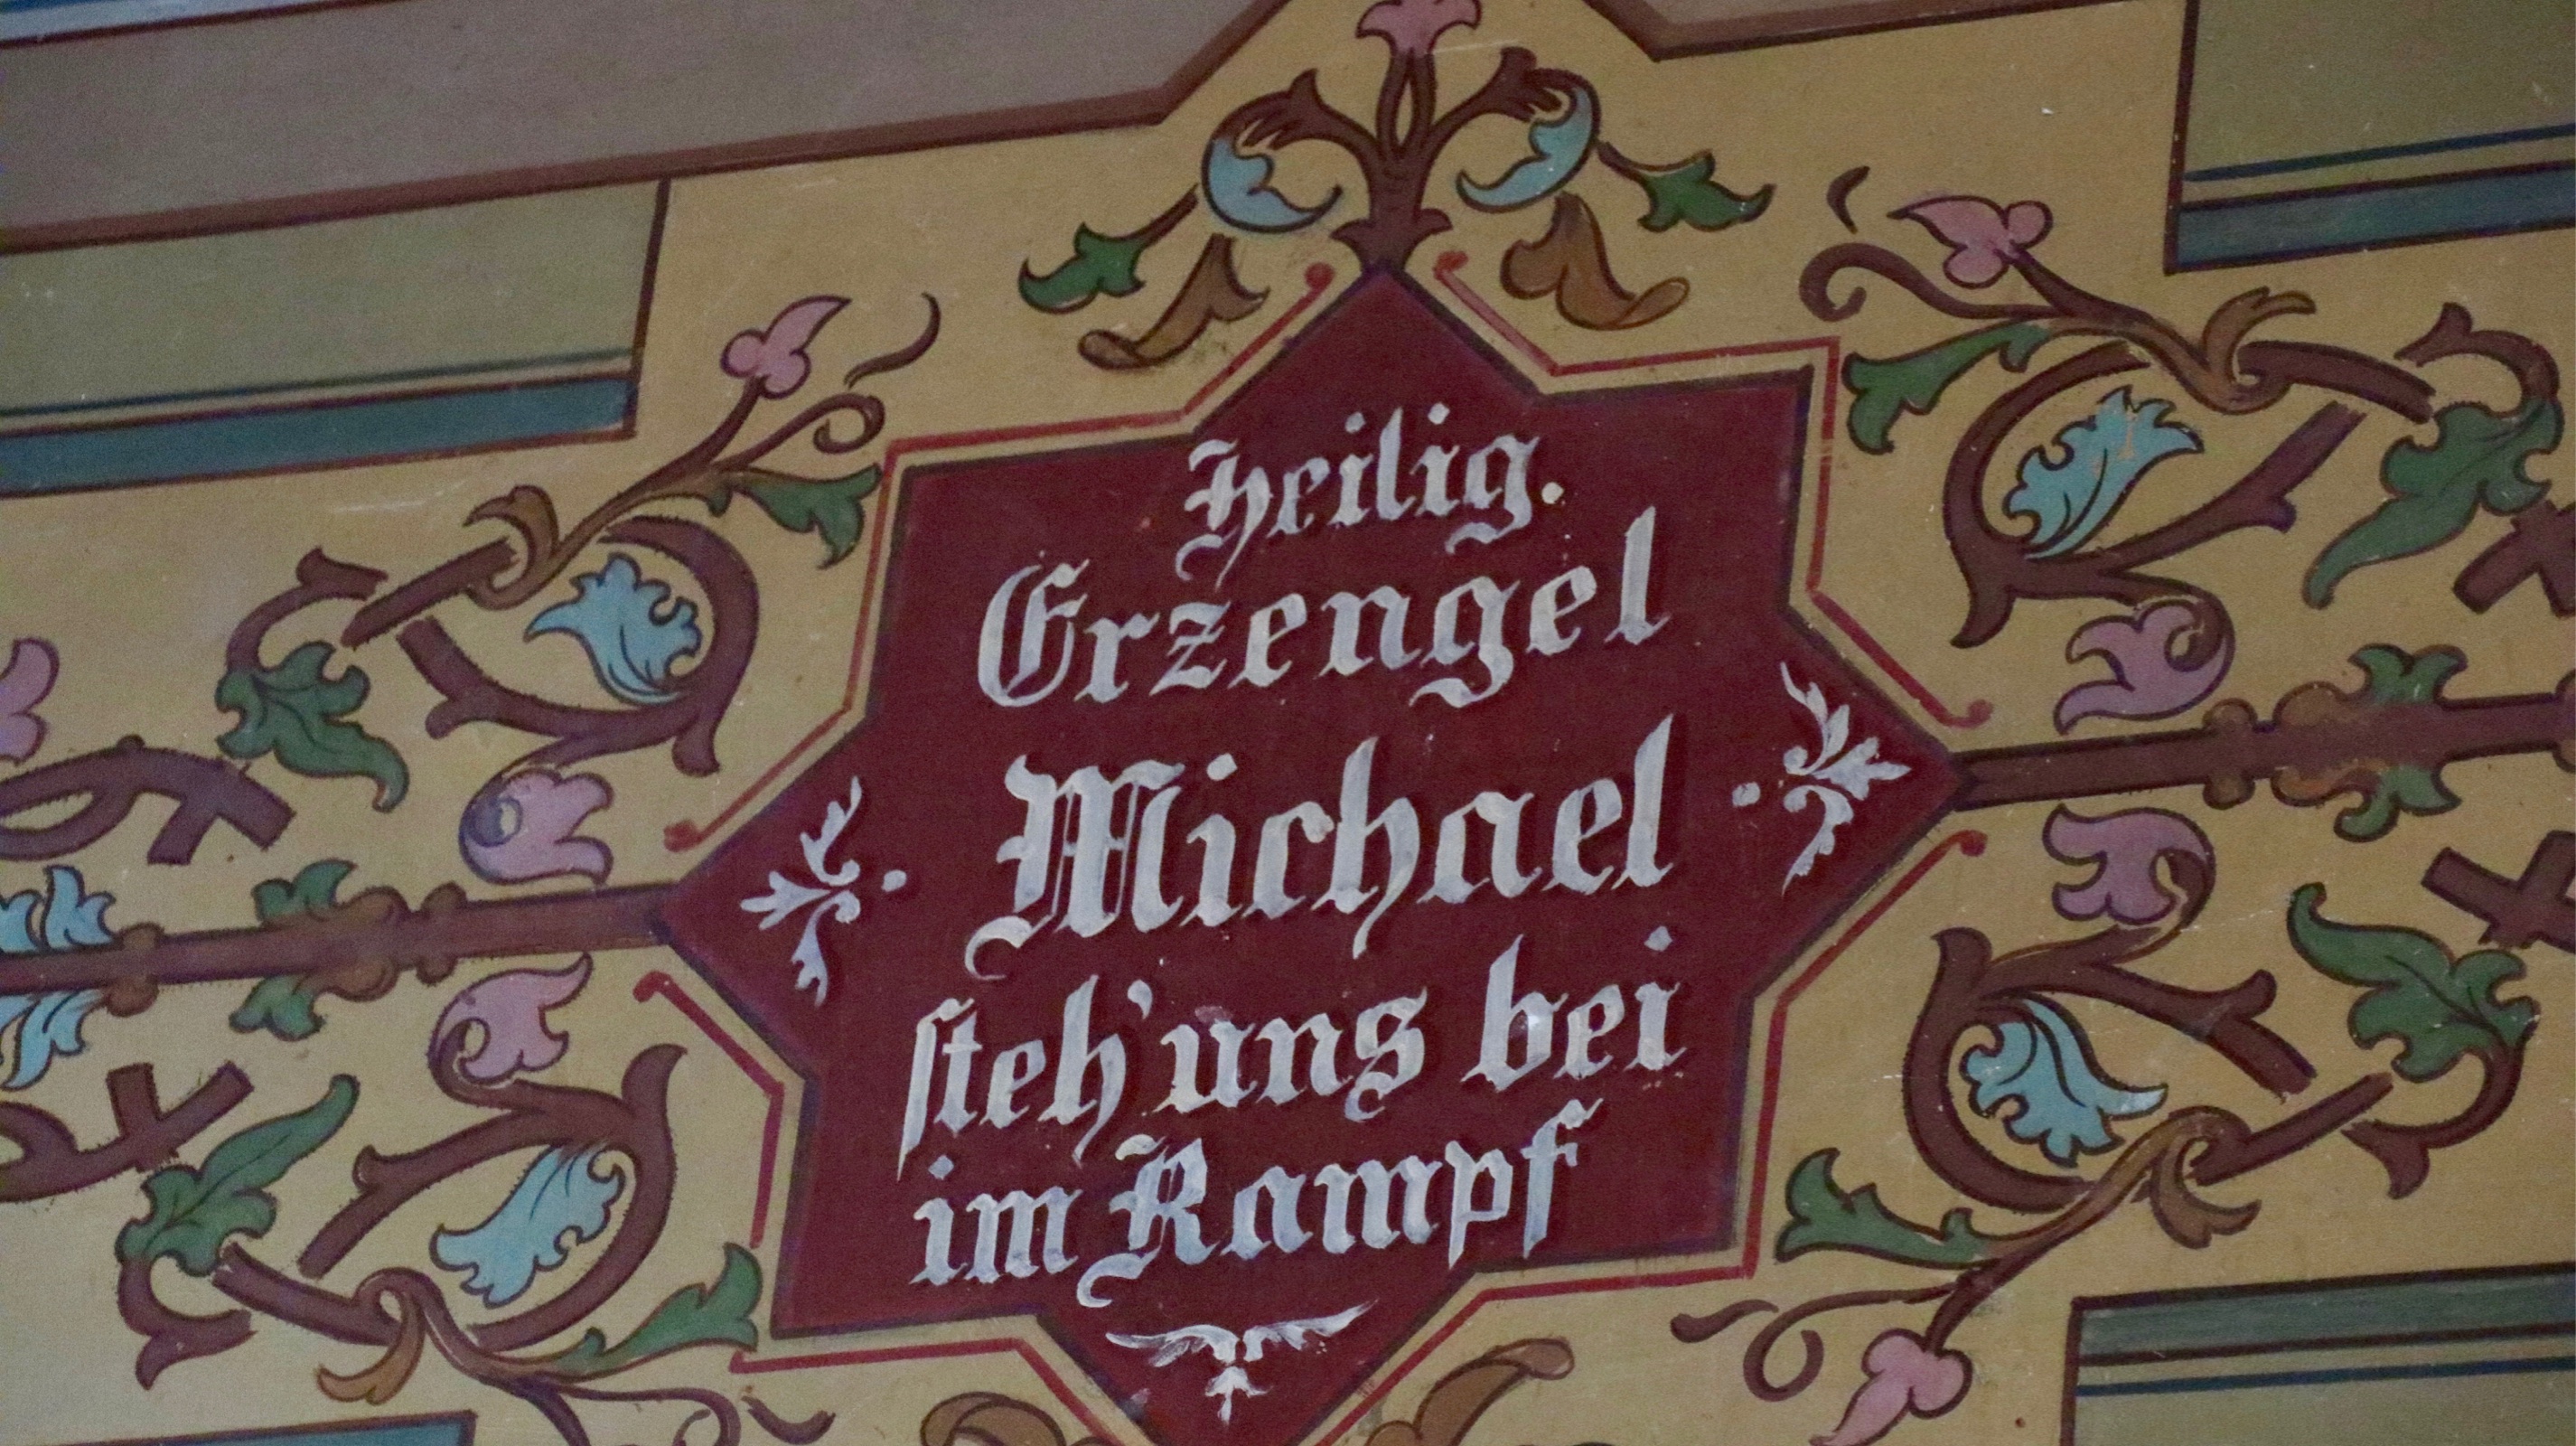 Heilig.
Erzengel
Michael
ſteh' uns bei
im Kampf